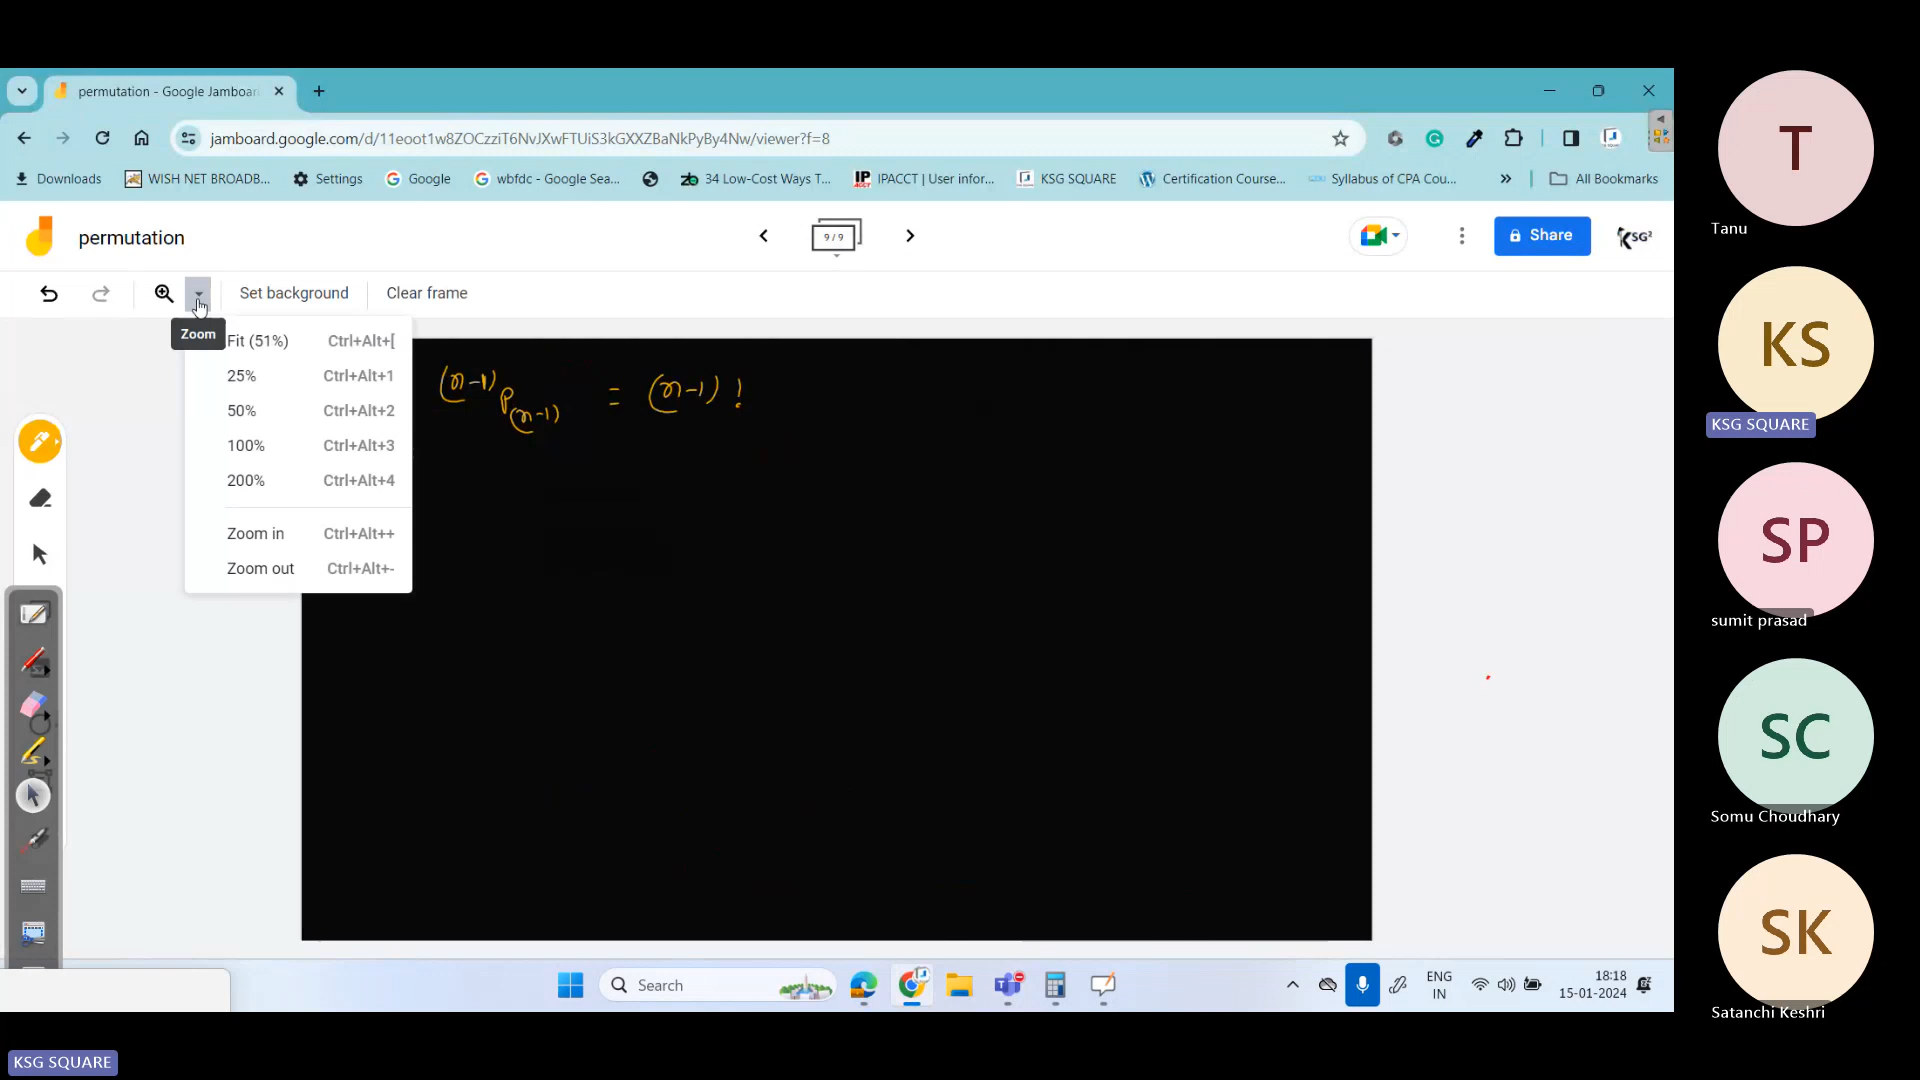 permutation - Google Jamboar
jamboard.google.com/d/11eoot1w8ZOCzziT6NvJXwFTUiS3kGXXZBaNkPyBy4Nw/viewer?f=8
Downloads WISH NET BROADB... Settings Google wbfdc - Google Sea... 34 Low-Cost Ways T... IPACCT | User infor... KSG SQUARE Certification Course... Syllabus of CPA Cou... » All Bookmarks
permutation
9 / 9
Share
KSG²
Set background
Clear frame
Zoom
Fit (51%) Ctrl+Alt+[
25% Ctrl+Alt+1
50% Ctrl+Alt+2
100% Ctrl+Alt+3
200% Ctrl+Alt+4
Zoom in Ctrl+Alt++
Zoom out Ctrl+Alt+-
(n-1)P(n-1) = (n-1)!
Search
ENG
IN
18:18
15-01-2024
T
Tanu
KS
KSG SQUARE
SP
sumit prasad
SC
Somu Choudhary
SK
Satanchi Keshri
KSG SQUARE